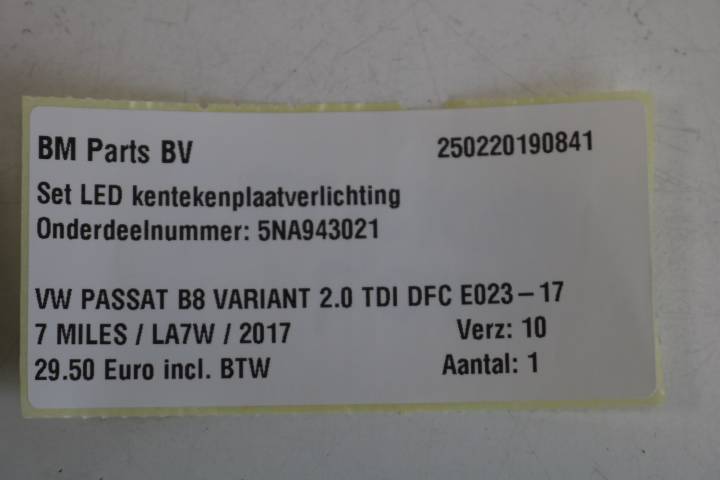 BM Parts BV 250220190841
Set LED kentekenplaatverlichting
Onderdeelnummer: 5NA943021
VW PASSAT B8 VARIANT 2.0 TDI DFC E023-17
7 MILES / LA7W / 2017 Verz: 10
29.50 Euro incl. BTW Aantal: 1